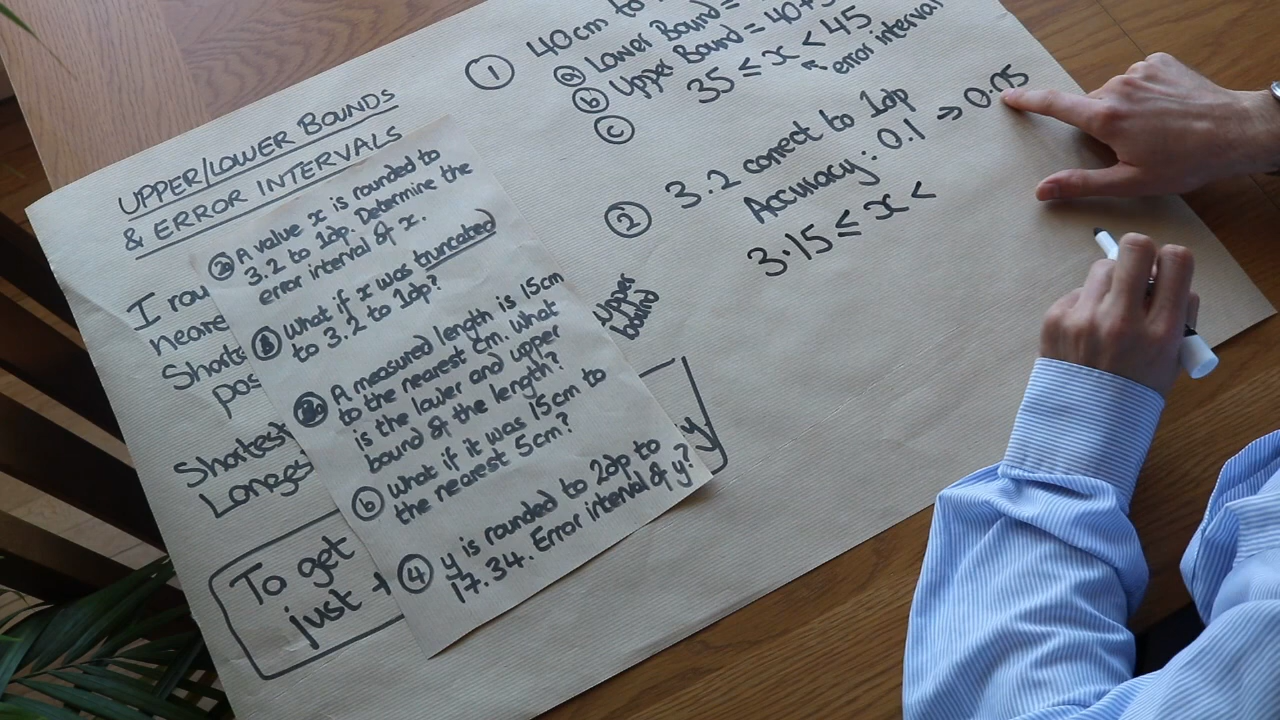 UPPER/LOWER BOUNDS
& ERROR INTERVALS
I rou
neare
Shorte
pos
Shortest
Longes
To get
just +
2a A value x is rounded to
3.2 to 1dp. Determine the
error interval of x.
b What if x was truncated
to 3.2 to 1dp?
3a A measured length is 15cm
to the nearest cm. What
is the lower and upper
bound of the length?
b What if it was 15cm to
the nearest 5cm?
4 y is rounded to 2dp to
17.34. Error interval of y?
Upper
bound
y
1 40cm to
a Lower Bound =
b Upper Bound = 40+5
c 35 ≤ x < 45
error interval
2 3.2 correct to 1dp
Accuracy: 0.1 => 0.05
3.15 ≤ x <